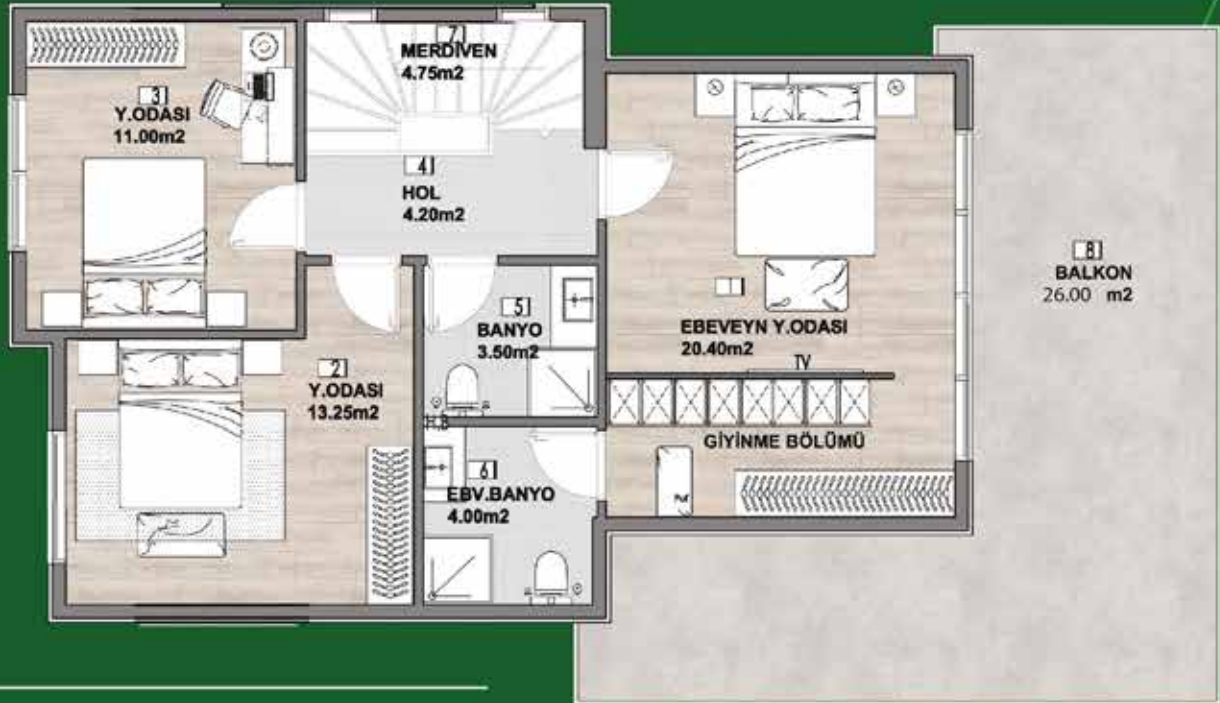 7
MERDİVEN
4.75m2
3
Y.ODASI
11.00m2
4
HOL
4.20m2
8
BALKON
26.00 m2
5
BANYO
3.50m2
EBEVEYN Y.ODASI
20.40m2
TV
2
Y.ODASI
13.25m2
H.B
GİYİNME BÖLÜMÜ
6
EBV.BANYO
4.00m2